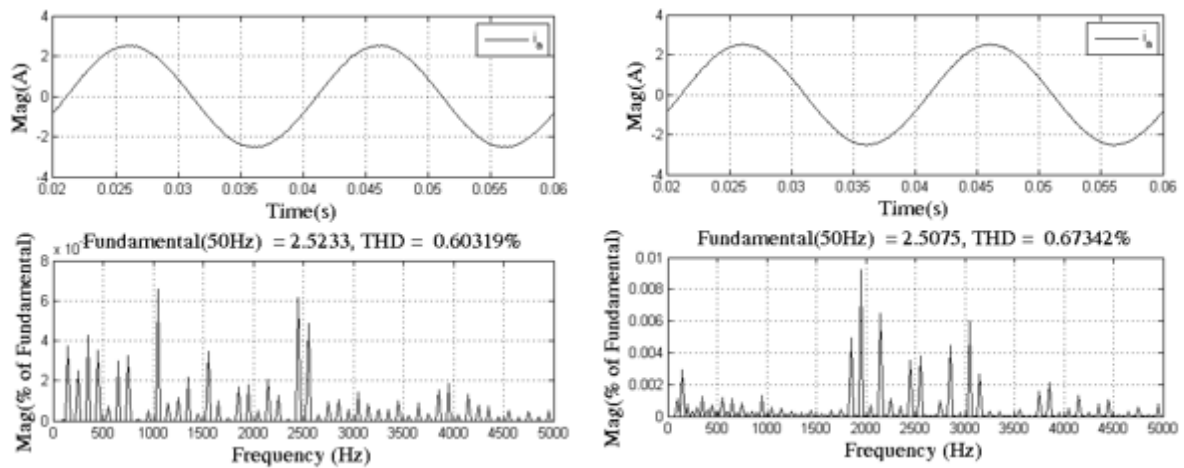 4
2
0
-2
-4
Mag(A)
i_a
0.02 0.025 0.03 0.035 0.04 0.045 0.05 0.055 0.06
Time(s)
4
2
0
-2
-4
Mag(A)
i_a
0.02 0.025 0.03 0.035 0.04 0.045 0.05 0.055 0.06
Time(s)
x 10
Fundamental(50Hz) = 2.5233, THD = 0.60319%
8
6
4
2
0
Mag(% of Fundamental)
0 500 1000 1500 2000 2500 3000 3500 4000 4500 5000
Frequency (Hz)
Fundamental(50Hz) = 2.5075, THD = 0.67342%
0.01
0.008
0.006
0.004
0.002
0
Mag(% of Fundamental)
0 500 1000 1500 2000 2500 3000 3500 4000 4500 5000
Frequency (Hz)